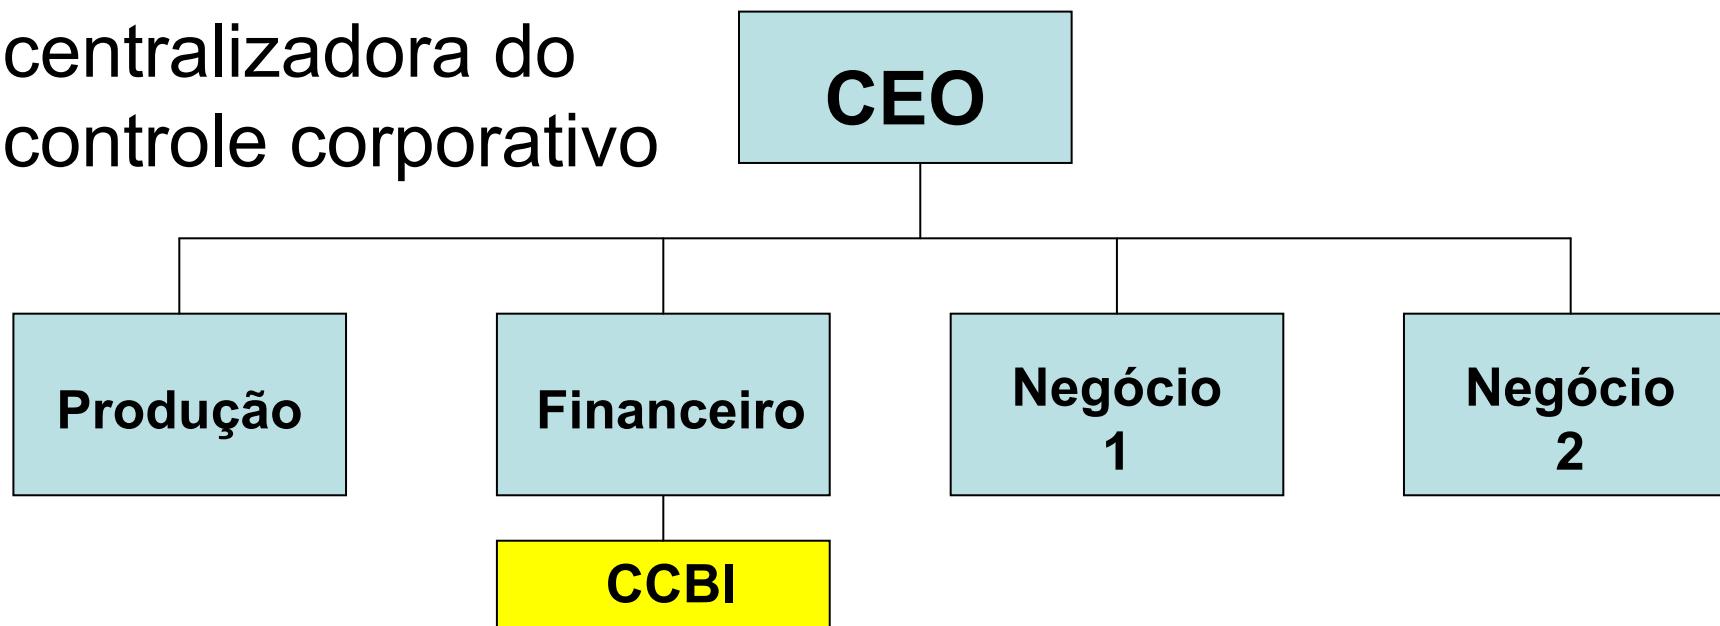 centralizadora do
controle corporativo
CEO
Produção
Financeiro
Negócio
1
Negócio
2
CCBI